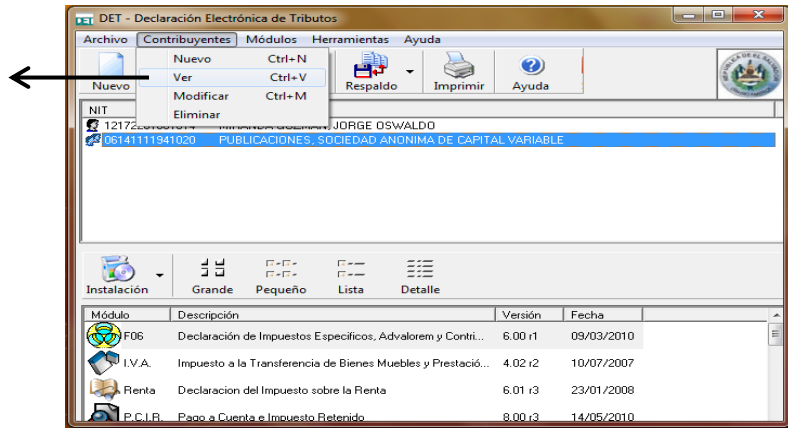 DET - Declaración Electrónica de Tributos
Archivo Contribuyentes Módulos Herramientas Ayuda
Nuevo Ctrl+N
Ver Ctrl+V
Modificar Ctrl+M
Eliminar
Nuevo Respaldo Imprimir Ayuda
NIT
JORGE OSWALDO
06141111941020 PUBLICACIONES, SOCIEDAD ANONIMA DE CAPITAL VARIABLE
Instalación Grande Pequeño Lista Detalle
Módulo Descripción Versión Fecha
F06 Declaración de Impuestos Especificos, Advalorem y Contri... 6.00 r1 09/03/2010
I.V.A. Impuesto a la Transferencia de Bienes Muebles y Prestació... 4.02 r2 10/07/2007
Renta Declaracion del Impuesto sobre la Renta 6.01 r3 23/01/2008
P.C.I.R. Pago a Cuenta e Impuesto Retenido 8.00 r3 14/05/2010